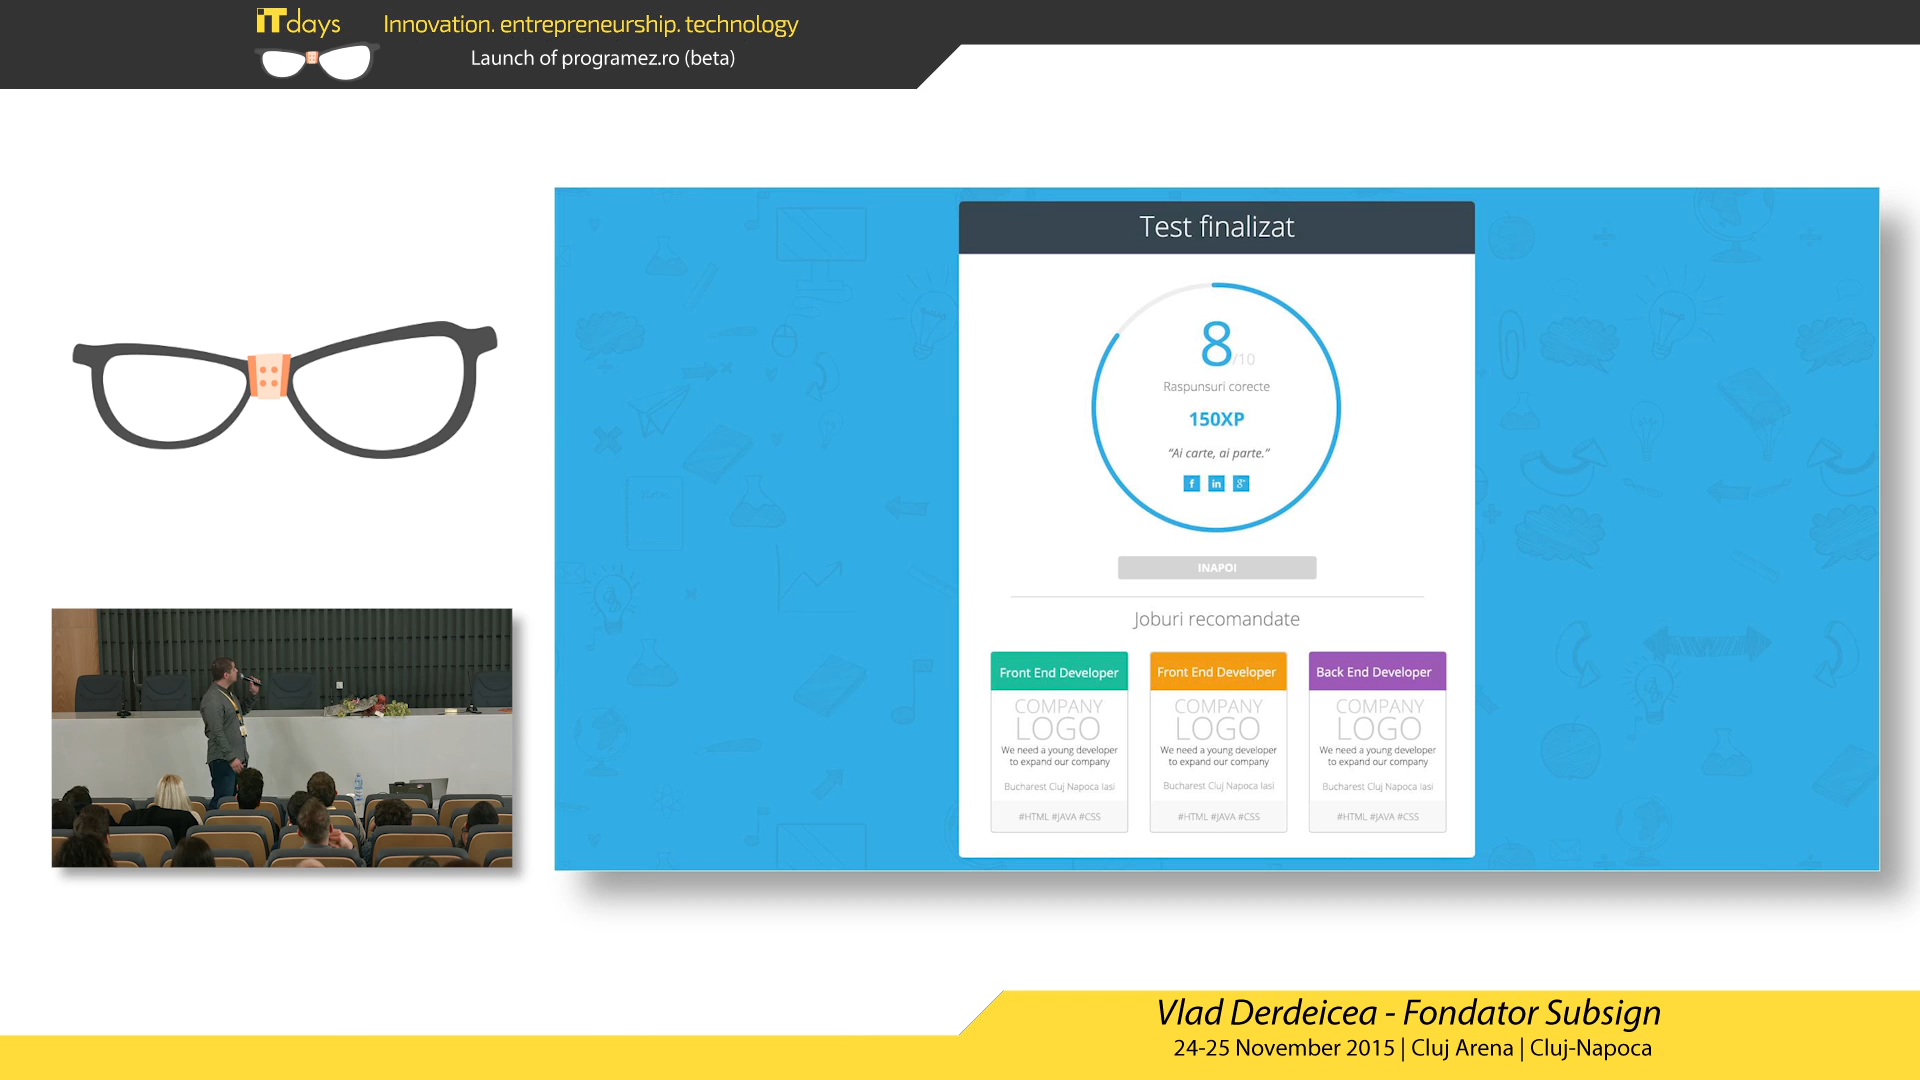 iTdays
Innovation. entrepreneurship. technology
Launch of programez.ro (beta)
Test finalizat
8/10
Raspunsuri corecte
150XP
“Ai carte, ai parte.”
f in g+
INAPOI
Joburi recomandate
Front End Developer
COMPANY
LOGO
We need a young developer
to expand our company
Bucharest Cluj Napoca Iasi
#HTML #JAVA #CSS
Front End Developer
COMPANY
LOGO
We need a young developer
to expand our company
Bucharest Cluj Napoca Iasi
#HTML #JAVA #CSS
Back End Developer
COMPANY
LOGO
We need a young developer
to expand our company
Bucharest Cluj Napoca Iasi
#HTML #JAVA #CSS
Vlad Derdeicea - Fondator Subsign
24-25 November 2015 | Cluj Arena | Cluj-Napoca